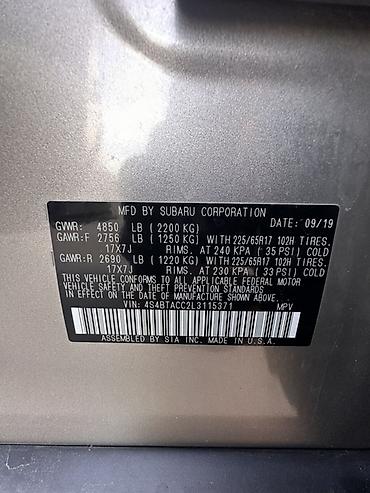 MFD BY SUBARU CORPORATION DATE: 09/19
GVWR: 4850 LB (2200 KG)
GAWR:F 2756 LB (1250 KG) WITH 225/65R17 102H TIRES.
17X7J RIMS. AT 240 KPA (35 PSI) COLD
GAWR:R 2690 LB (1220 KG) WITH 225/65R17 102H TIRES.
17X7J RIMS. AT 230 KPA (33 PSI) COLD
THIS VEHICLE CONFORMS TO ALL APPLICABLE FEDERAL MOTOR
VEHICLE SAFETY AND BUMPER STANDARDS
IN EFFECT ON THE DATE OF MANUFACTURE SHOWN ABOVE.
VIN: 4S4BTACC2L3115371 MPV
ASSEMBLED BY SIA INC. MADE IN U.S.A.